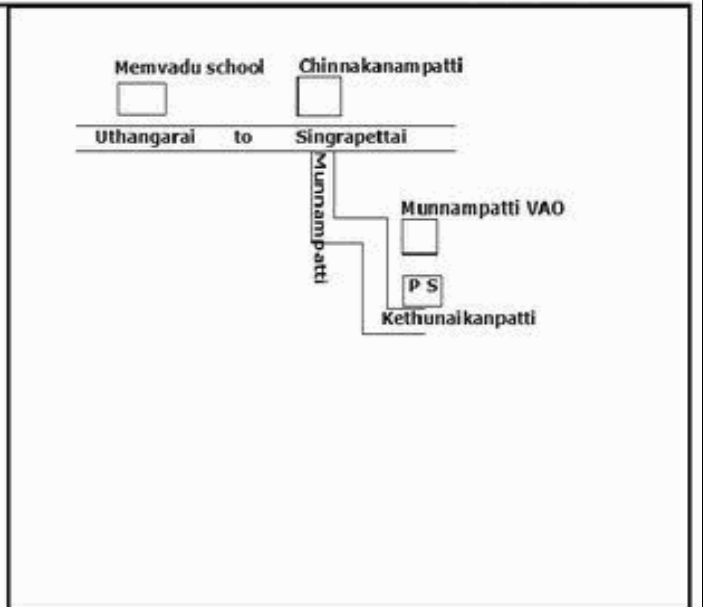 Memvadu school
Chinnakanampatti
Uthangarai to Singrapettai
Munnampatti
Munnampatti VAO
P S
Kethunaikanpatti